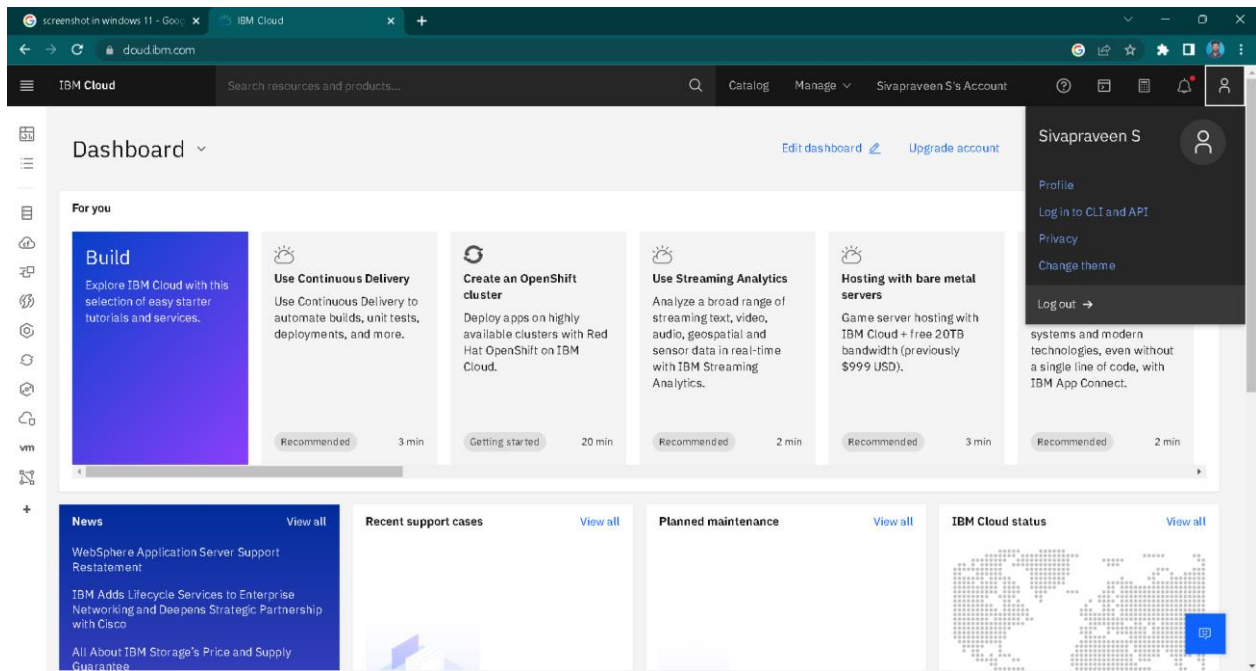 screenshot in windows 11 - Goog
IBM Cloud
cloud.ibm.com
IBM Cloud
Search resources and products...
Catalog
Manage
Sivapraveen S's Account
Dashboard
Edit dashboard
Upgrade account
Sivapraveen S
Profile
Log in to CLI and API
Privacy
Change theme
Log out →
For you
Build
Explore IBM Cloud with this
selection of easy starter
tutorials and services.
Use Continuous Delivery
Use Continuous Delivery to
automate builds, unit tests,
deployments, and more.
Recommended
3 min
Create an OpenShift
cluster
Deploy apps on highly
available clusters with Red
Hat OpenShift on IBM
Cloud.
Getting started
20 min
Use Streaming Analytics
Analyze a broad range of
streaming text, video,
audio, geospatial and
sensor data in real-time
with IBM Streaming
Analytics.
Recommended
2 min
Hosting with bare metal
servers
Game server hosting with
IBM Cloud + free 20TB
bandwidth (previously
$999 USD).
Recommended
3 min
systems and modern
technologies, even without
a single line of code, with
IBM App Connect.
Recommended
2 min
vm
News
View all
WebSphere Application Server Support
Restatement
IBM Adds Lifecycle Services to Enterprise
Networking and Deepens Strategic Partnership
with Cisco
All About IBM Storage's Price and Supply
Guarantee
Recent support cases
View all
Planned maintenance
View all
IBM Cloud status
View all